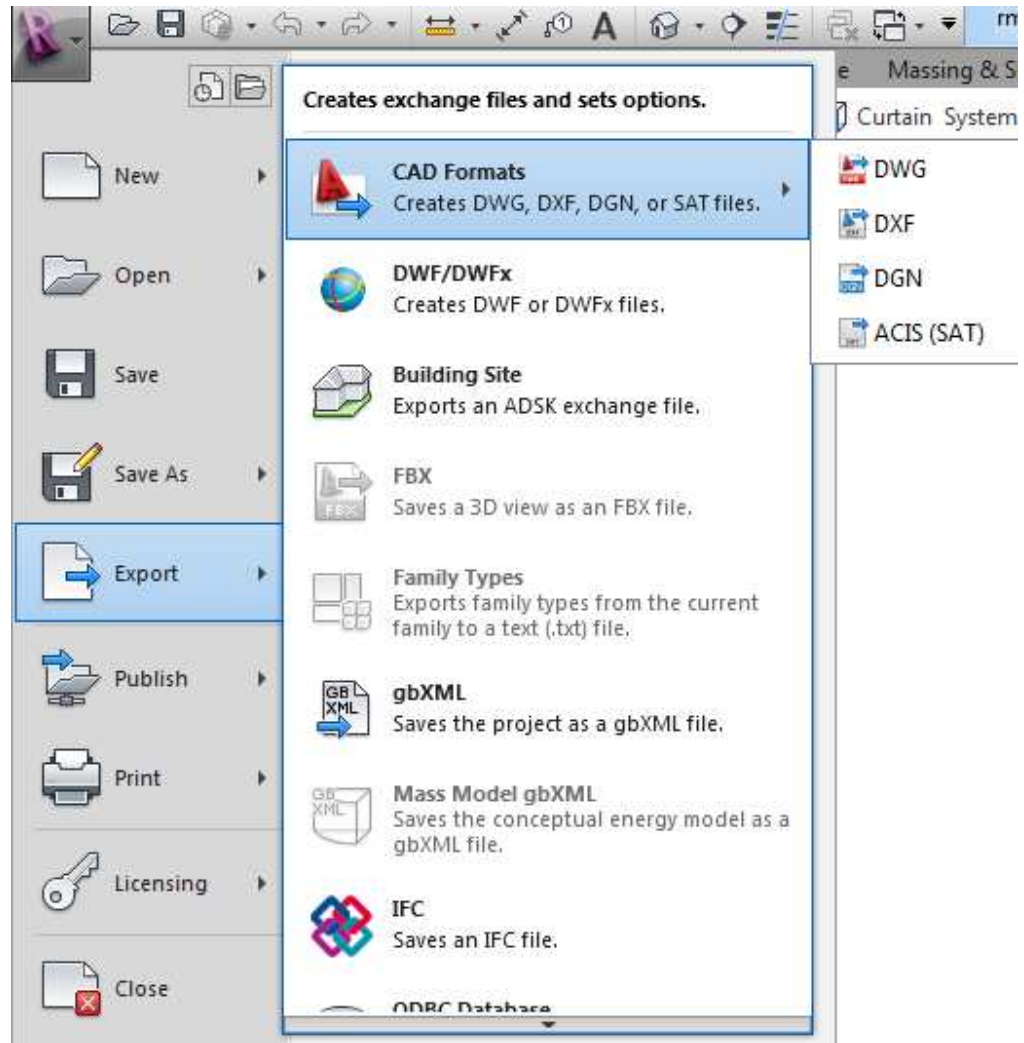 rm
e Massing & S
Curtain System
Creates exchange files and sets options.
New
Open
Save
Save As
Export
Publish
Print
Licensing
Close
CAD Formats
Creates DWG, DXF, DGN, or SAT files.
DWF/DWFx
Creates DWF or DWFx files.
Building Site
Exports an ADSK exchange file.
FBX
Saves a 3D view as an FBX file.
Family Types
Exports family types from the current
family to a text (.txt) file.
gbXML
Saves the project as a gbXML file.
Mass Model gbXML
Saves the conceptual energy model as a
gbXML file.
IFC
Saves an IFC file.
ODBC Database
DWG
DXF
DGN
ACIS (SAT)